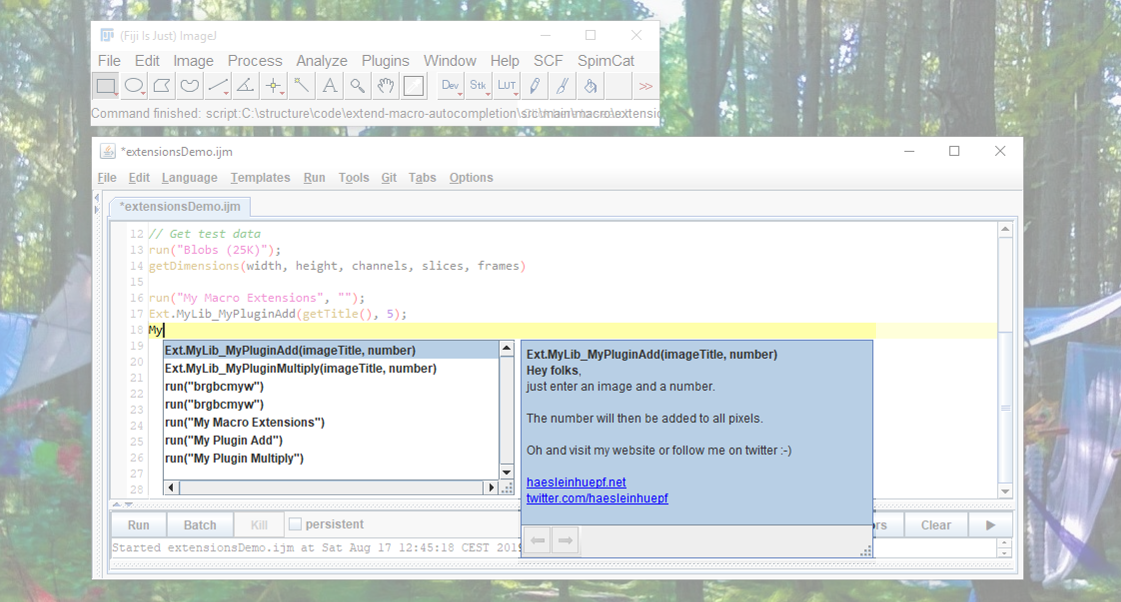 (Fiji Is Just) ImageJ
File Edit Image Process Analyze Plugins Window Help SCF SpimCat
A Dev Stk LUT >>
Command finished: script:C:\structure\code\extend-macro-autocompletion\src\main\macro\extensio
*extensionsDemo.ijm
File Edit Language Templates Run Tools Git Tabs Options
*extensionsDemo.ijm
12 // Get test data
13 run("Blobs (25K)");
14 getDimensions(width, height, channels, slices, frames)
15
16 run("My Macro Extensions", "");
17 Ext.MyLib_MyPluginAdd(getTitle(), 5);
18 My
19
20
21
22
23
24
25
26
27
28
Ext.MyLib_MyPluginAdd(imageTitle, number)
Ext.MyLib_MyPluginMultiply(imageTitle, number)
run("brgbcmyw")
run("brgbcmyw")
run("My Macro Extensions")
run("My Plugin Add")
run("My Plugin Multiply")
Ext.MyLib_MyPluginAdd(imageTitle, number)
Hey folks,
just enter an image and a number.
The number will then be added to all pixels.
Oh and visit my website or follow me on twitter :-)
haesleinhuepf.net
twitter.com/haesleinhuepf
Run Batch Kill persistent rs Clear
Started extensionsDemo.ijm at Sat Aug 17 12:45:18 CEST 201